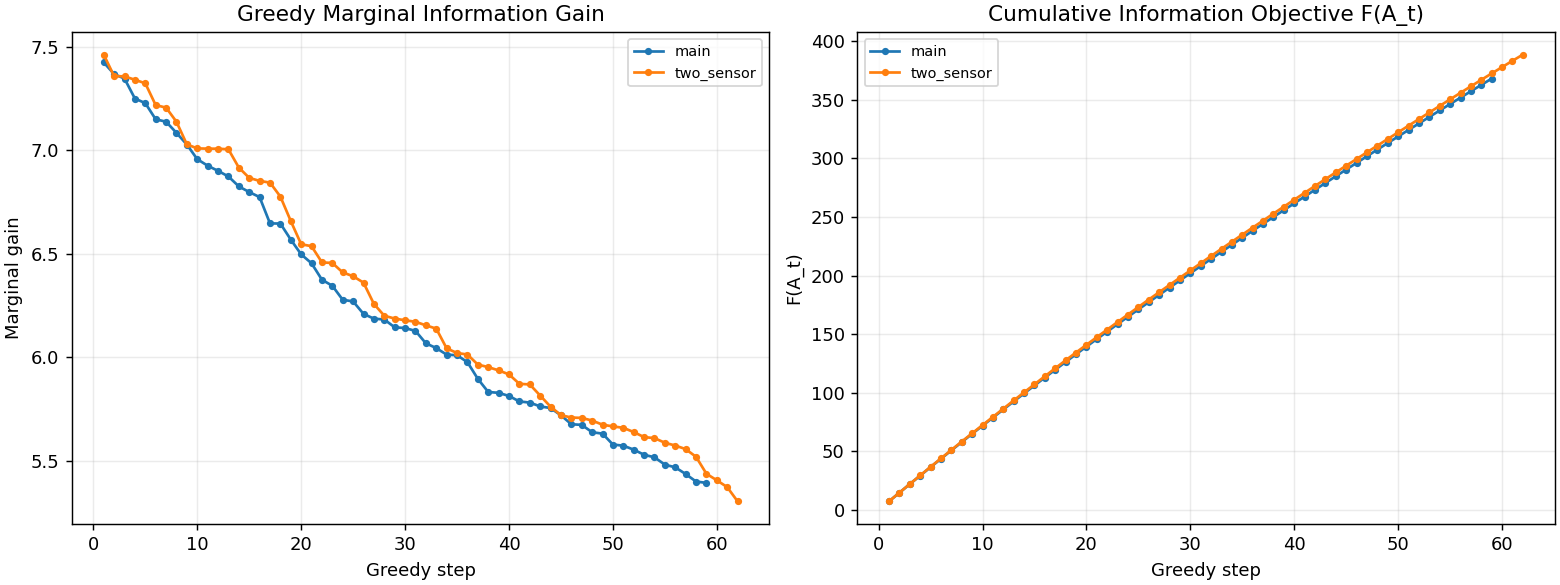 Greedy Marginal Information Gain
Marginal gain
7.5
7.0
6.5
6.0
5.5
0 10 20 30 40 50 60
Greedy step
main
two_sensor
Cumulative Information Objective F(A_t)
F(A_t)
400
350
300
250
200
150
100
50
0
0 10 20 30 40 50 60
Greedy step
main
two_sensor